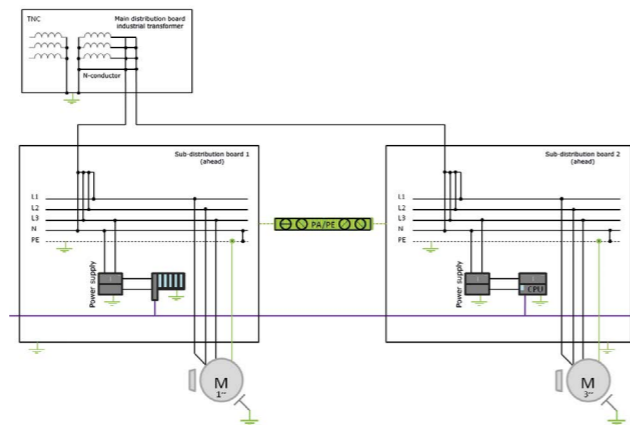 TNC
Main distribution board
industrial transformer
N-conductor
Sub-distribution board 1
(ahead)
L1
L2
L3
N
PE
Power supply
M
1~
PA/PE
Sub-distribution board 2
(ahead)
L1
L2
L3
N
PE
Power supply
CPU
M
3~